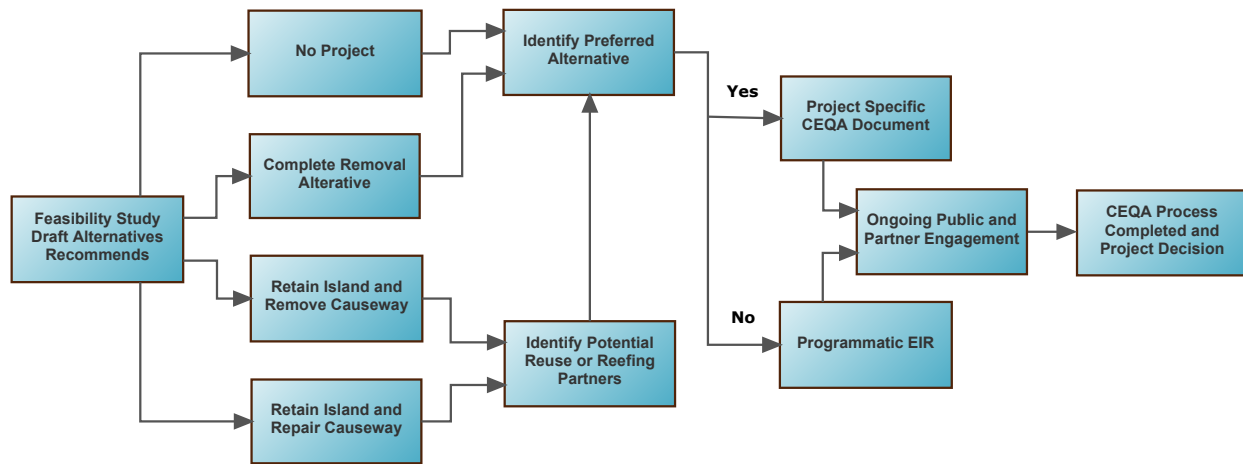 No Project
Identify Preferred
Alternative
Yes
Project Specific
CEQA Document
Complete Removal
Alterative
Feasibility Study
Draft Alternatives
Recommends
Ongoing Public and
Partner Engagement
CEQA Process
Completed and
Project Decision
Retain Island and
Remove Causeway
No
Programmatic EIR
Identify Potential
Reuse or Reefing
Partners
Retain Island and
Repair Causeway